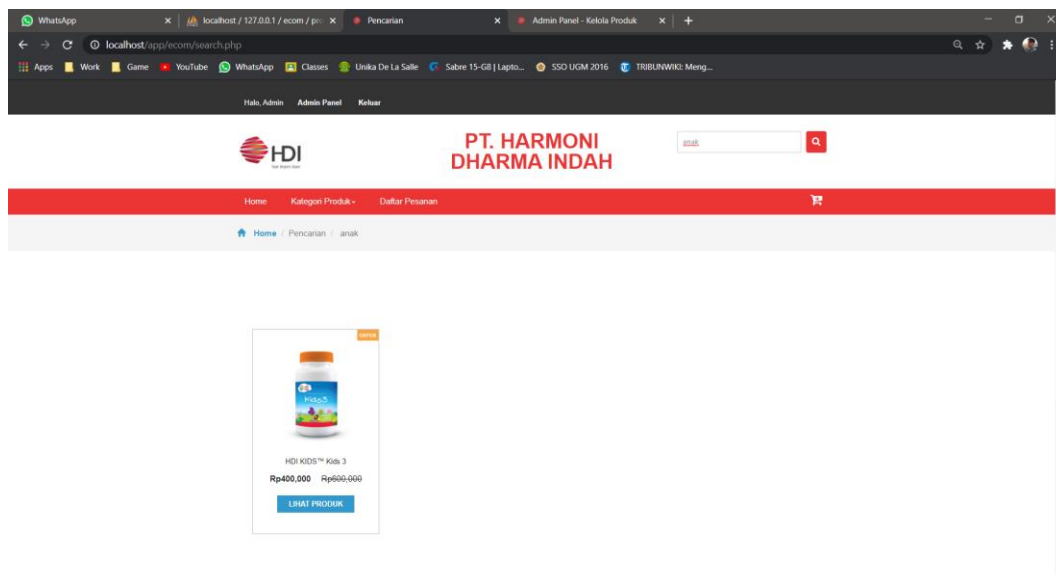 WhatsApp
localhost / 127.0.0.1 / ecom / pro
Pencarian
Admin Panel - Kelola Produk
localhost/app/ecom/search.php
Apps Work Game YouTube WhatsApp Classes Unika De La Salle Sabre 15-G8 | Lapto... SSO UGM 2016 TRIBUNWIKI: Meng...
Halo, Admin Admin Panel Keluar
HDI
PT. HARMONI
DHARMA INDAH
anak
Home Kategori Produk Daftar Pesanan
Home / Pencarian / anak
HDI
Kids3
HDI KIDS™ Kids 3
Rp400,000 Rp600,000
LIHAT PRODUK